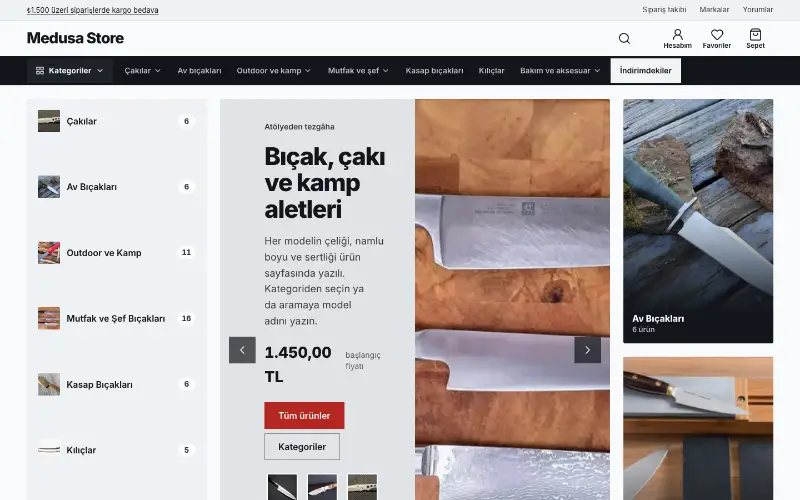 ₺1.500 üzeri siparişlerde kargo bedava
Sipariş takibi Markalar Yorumlar
Medusa Store
Hesabım Favoriler Sepet
Kategoriler Çakılar Av bıçakları Outdoor ve kamp Mutfak ve şef Kasap bıçakları Kılıçlar Bakım ve aksesuar İndirimdekiler
Çakılar 6
Av Bıçakları 6
Outdoor ve Kamp 11
Mutfak ve Şef Bıçakları 16
Kasap Bıçakları 6
Kılıçlar 5
Atölyeden tezgâha
Bıçak, çakı
ve kamp
aletleri
Her modelin çeliği, namlu
boyu ve sertliği ürün
sayfasında yazılı.
Kategoriden seçin ya
da aramaya model
adını yazın.
1.450,00
TL
başlangıç
fiyatı
Tüm ürünler
Kategoriler
Av Bıçakları
6 ürün